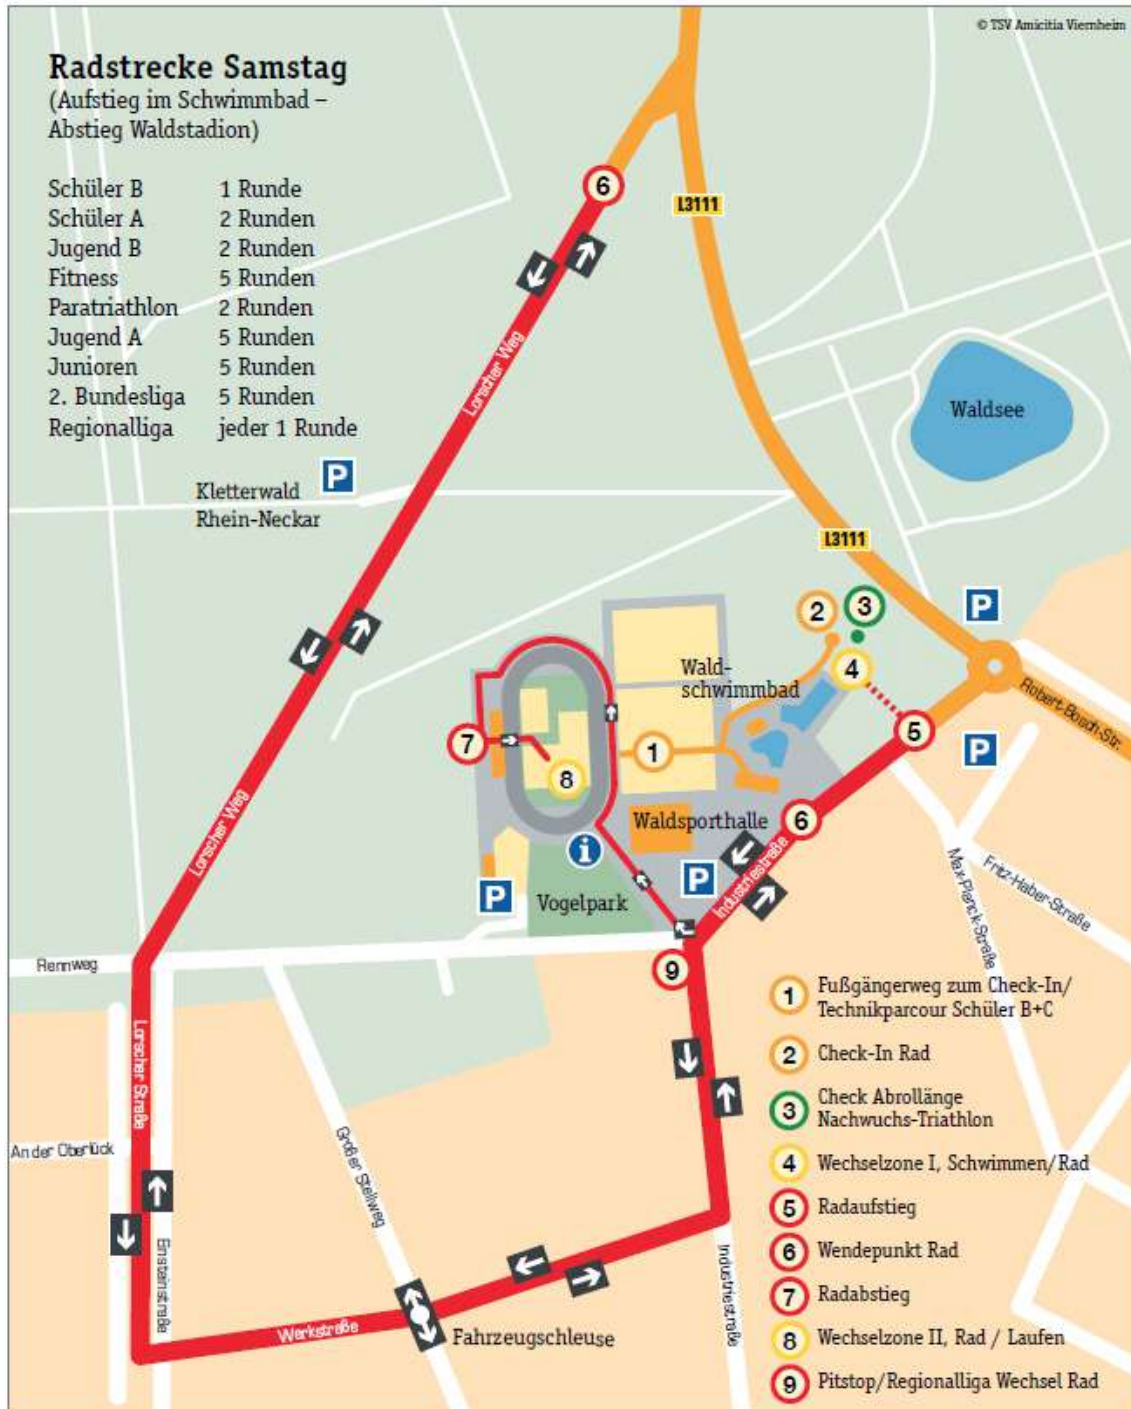 © TSV Amicitia Viernheim
Radstrecke Samstag
(Aufstieg im Schwimmbad –
Abstieg Waldstadion)
Schüler B 1 Runde
Schüler A 2 Runden
Jugend B 2 Runden
Fitness 5 Runden
Paratriathlon 2 Runden
Jugend A 5 Runden
Junioren 5 Runden
2. Bundesliga 5 Runden
Regionalliga jeder 1 Runde
6
L3111
Lorscher Weg
Waldsee
P
Kletterwald
Rhein-Neckar
L3111
2
3
P
Wald-
schwimmbad
4
Robert-Bosch-Str.
5
P
7
1
8
6
Waldsporthalle
Lorscher Weg
i
P
P
Vogelpark
Industriestraße
Max-Planck-Straße
Fritz-Haber-Straße
Rennweg
9
Lorscher Straße
An der Oberlück
Großer Stellweg
Einsteinstraße
Industriestraße
Werkstraße
Fahrzeugschleuse
1 Fußgängerweg zum Check-In/
Technikparcour Schüler B+C
2 Check-In Rad
3 Check Abrollänge
Nachwuchs-Triathlon
4 Wechselzone I, Schwimmen/Rad
5 Radaufstieg
6 Wendepunkt Rad
7 Radabstieg
8 Wechselzone II, Rad / Laufen
9 Pitstop/Regionalliga Wechsel Rad